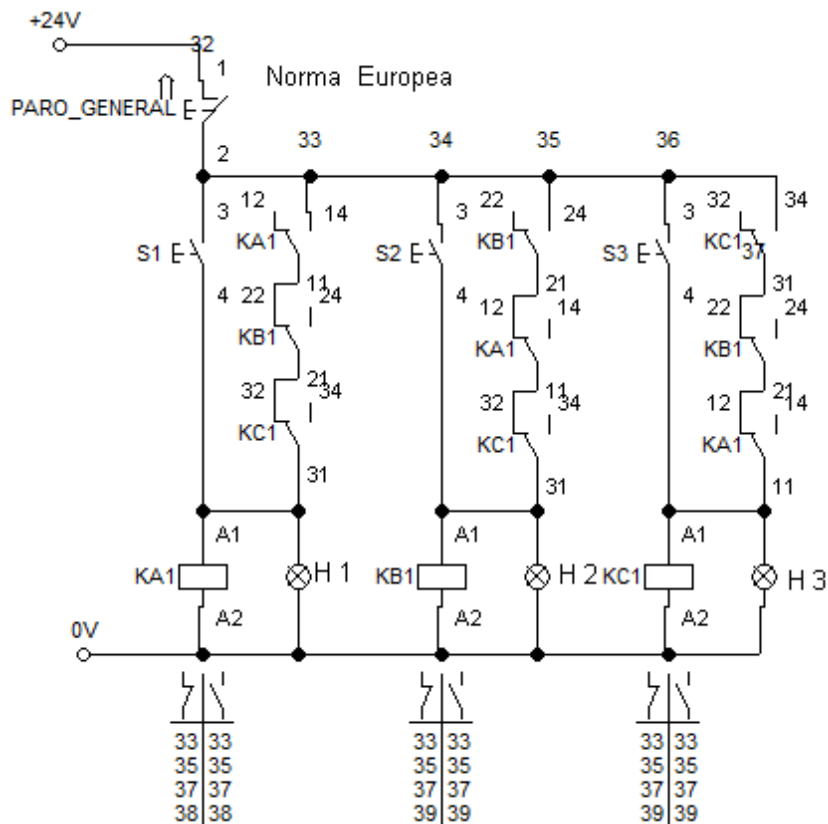 +24V
32
1
Norma Europea
PARO_GENERAL
2
33
34
35
36
3
12
14
3
22
24
3
32
34
S1
KA1
S2
KB1
S3
KC1
37
4
22
11
24
4
12
21
14
4
22
31
24
KB1
KA1
KB1
32
21
34
32
11
34
12
21
14
KC1
KC1
KA1
31
31
11
A1
A1
A1
KA1
H 1
KB1
H 2
KC1
H 3
A2
A2
A2
0V
33 33
33 33
33 33
35 35
35 35
35 35
37 37
37 37
37 37
38 38
39 39
39 39